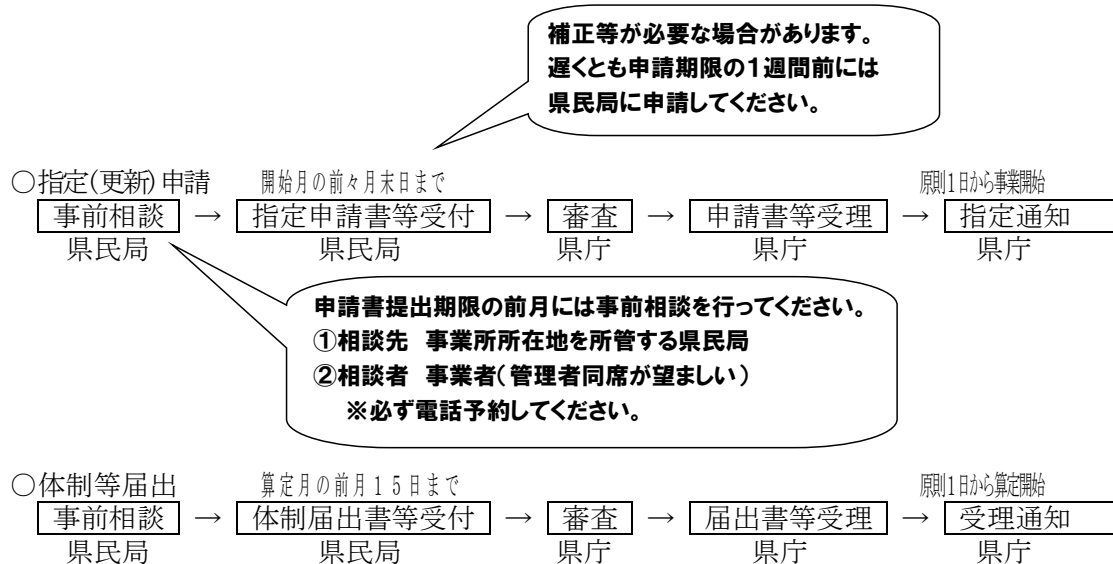 補正等が必要な場合があります。
遅くとも申請期限の1週間前には
県民局に申請してください。
○指定(更新)申請 開始月の前々月末日まで 原則1日から事業開始
事前相談 → 指定申請書等受付 → 審査 → 申請書等受理 → 指定通知
県民局 県民局 県庁 県庁 県庁
申請書提出期限の前月には事前相談を行ってください。
①相談先 事業所所在地を所管する県民局
②相談者 事業者(管理者同席が望ましい)
※必ず電話予約してください。
○体制等届出 算定月の前月15日まで 原則1日から算定開始
事前相談 → 体制届出書等受付 → 審査 → 届出書等受理 → 受理通知
県民局 県民局 県庁 県庁 県庁